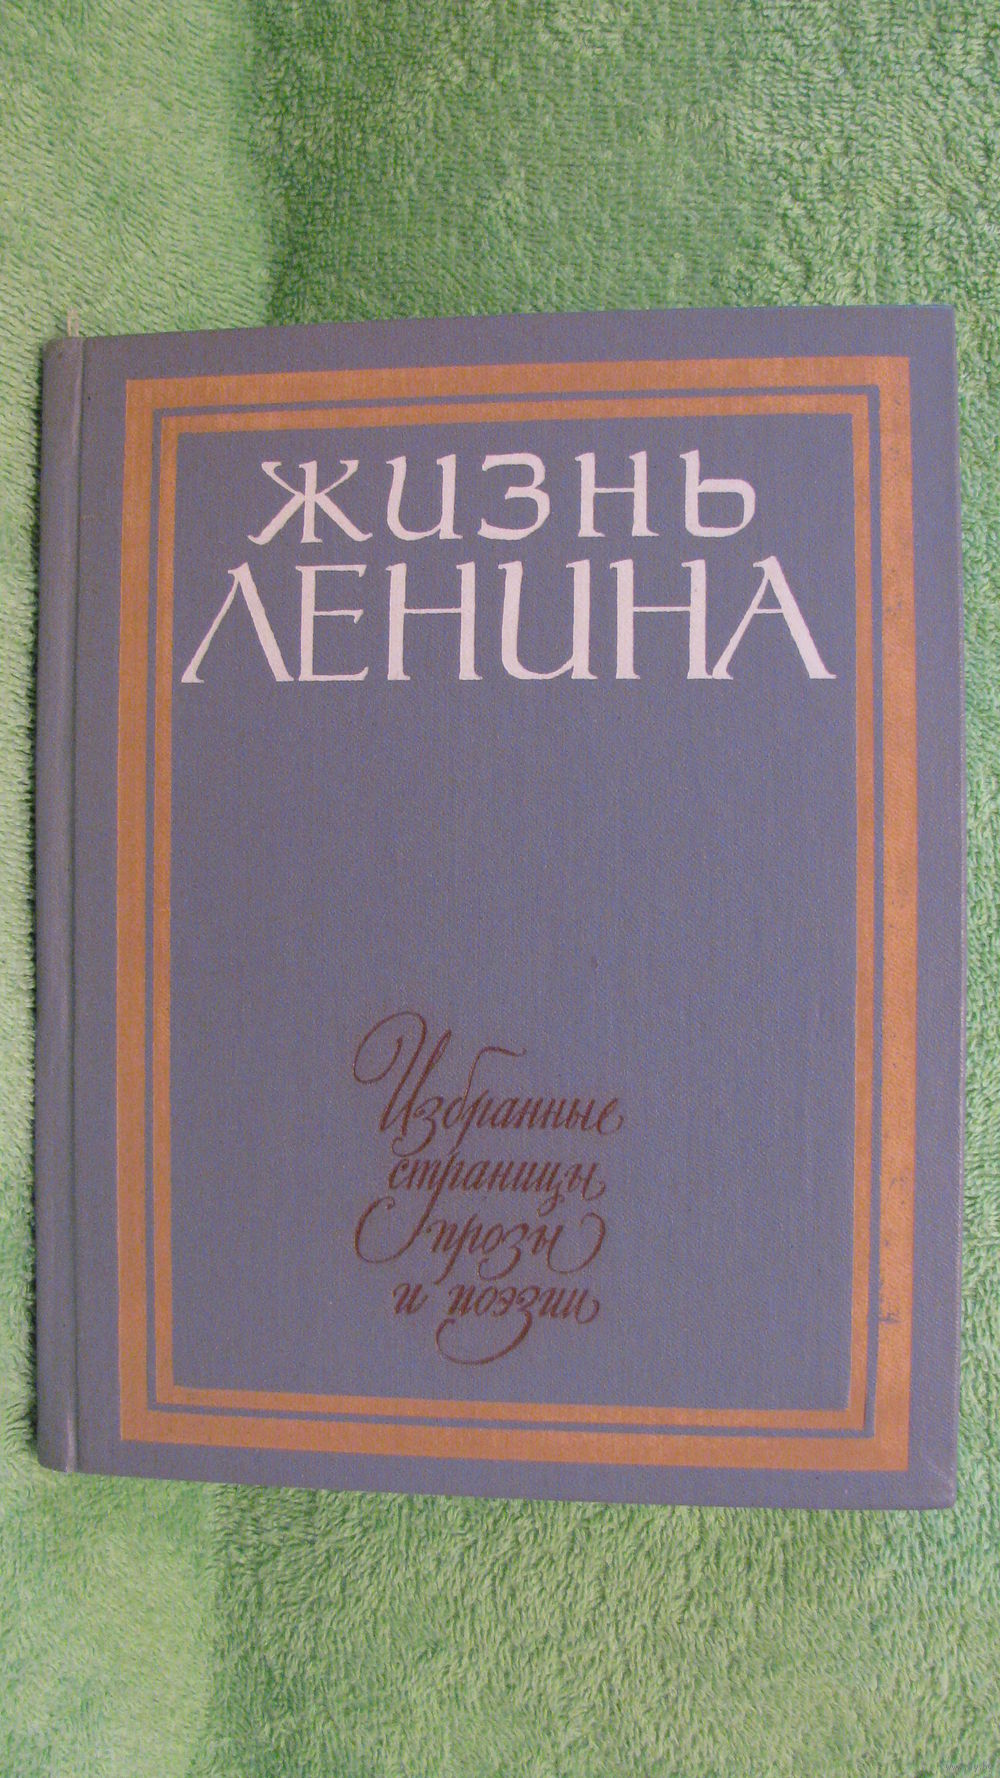 жизнь
ЛЕНИНА
Избранные
страницы
прозы
и поэзии